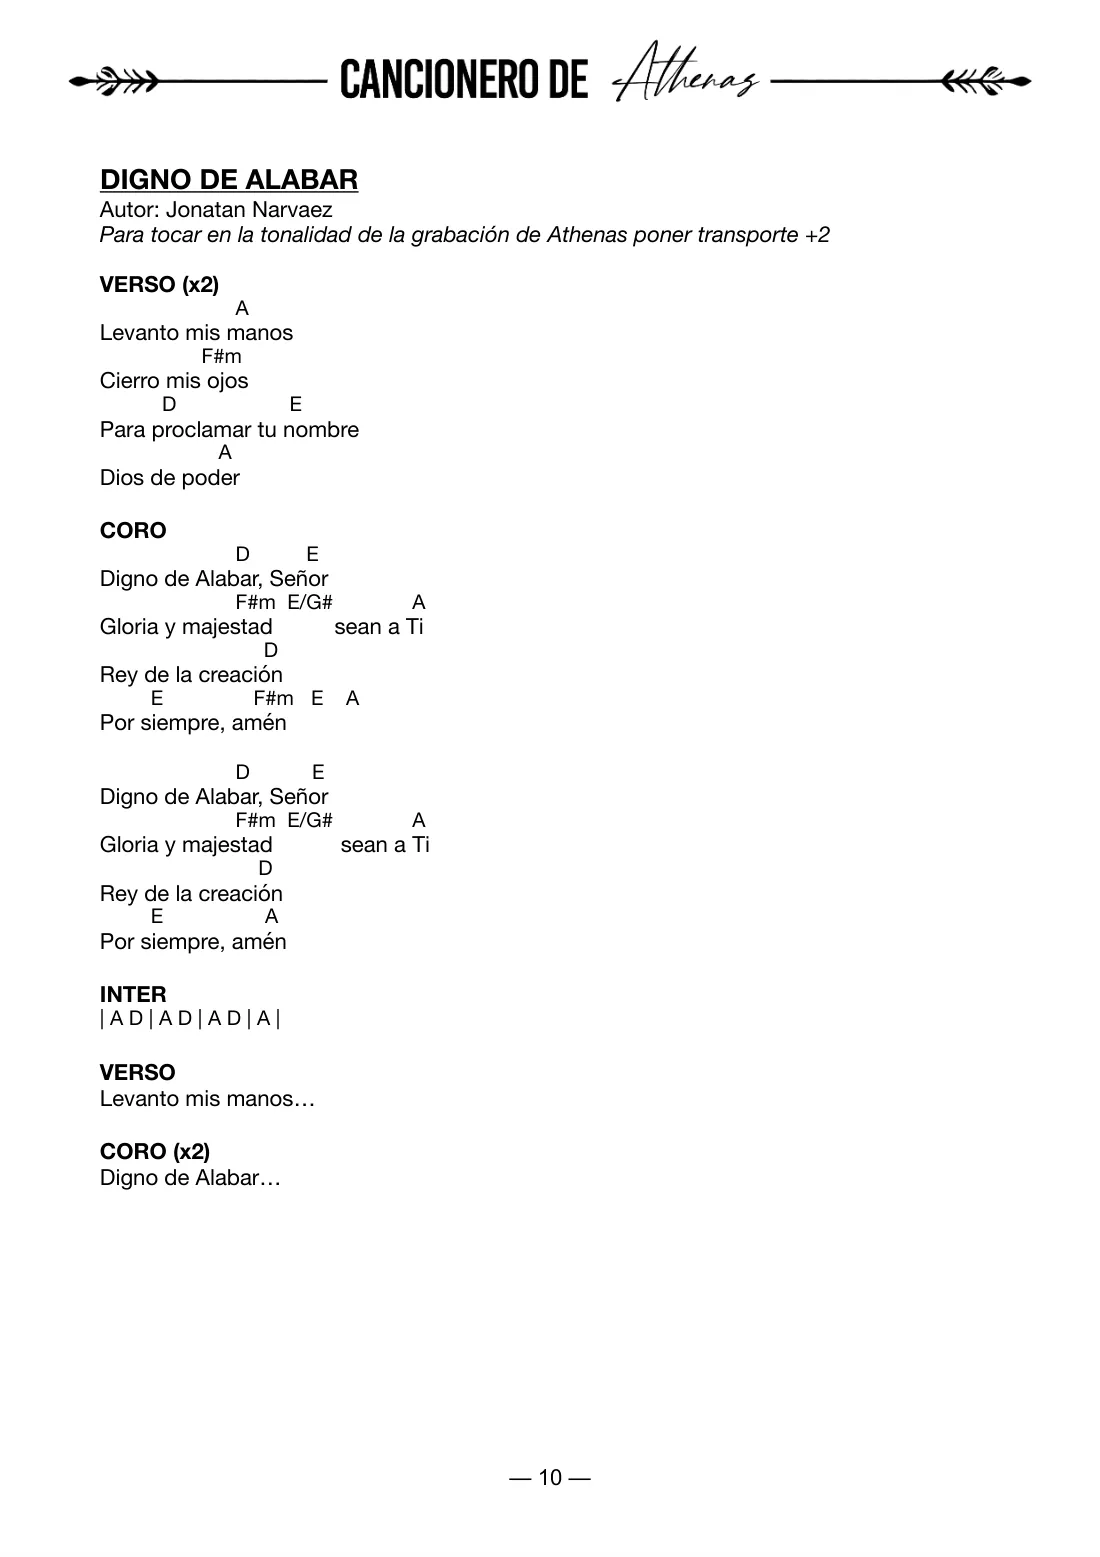 CANCIONERO DE Athenas
DIGNO DE ALABAR
Autor: Jonatan Narvaez
Para tocar en la tonalidad de la grabación de Athenas poner transporte +2
VERSO (x2)
A
Levanto mis manos
F#m
Cierro mis ojos
D E
Para proclamar tu nombre
A
Dios de poder
CORO
D E
Digno de Alabar, Señor
F#m E/G# A
Gloria y majestad sean a Ti
D
Rey de la creación
E F#m E A
Por siempre, amén
D E
Digno de Alabar, Señor
F#m E/G# A
Gloria y majestad sean a Ti
D
Rey de la creación
E A
Por siempre, amén
INTER
| A D | A D | A D | A |
VERSO
Levanto mis manos…
CORO (x2)
Digno de Alabar…
— 10 —